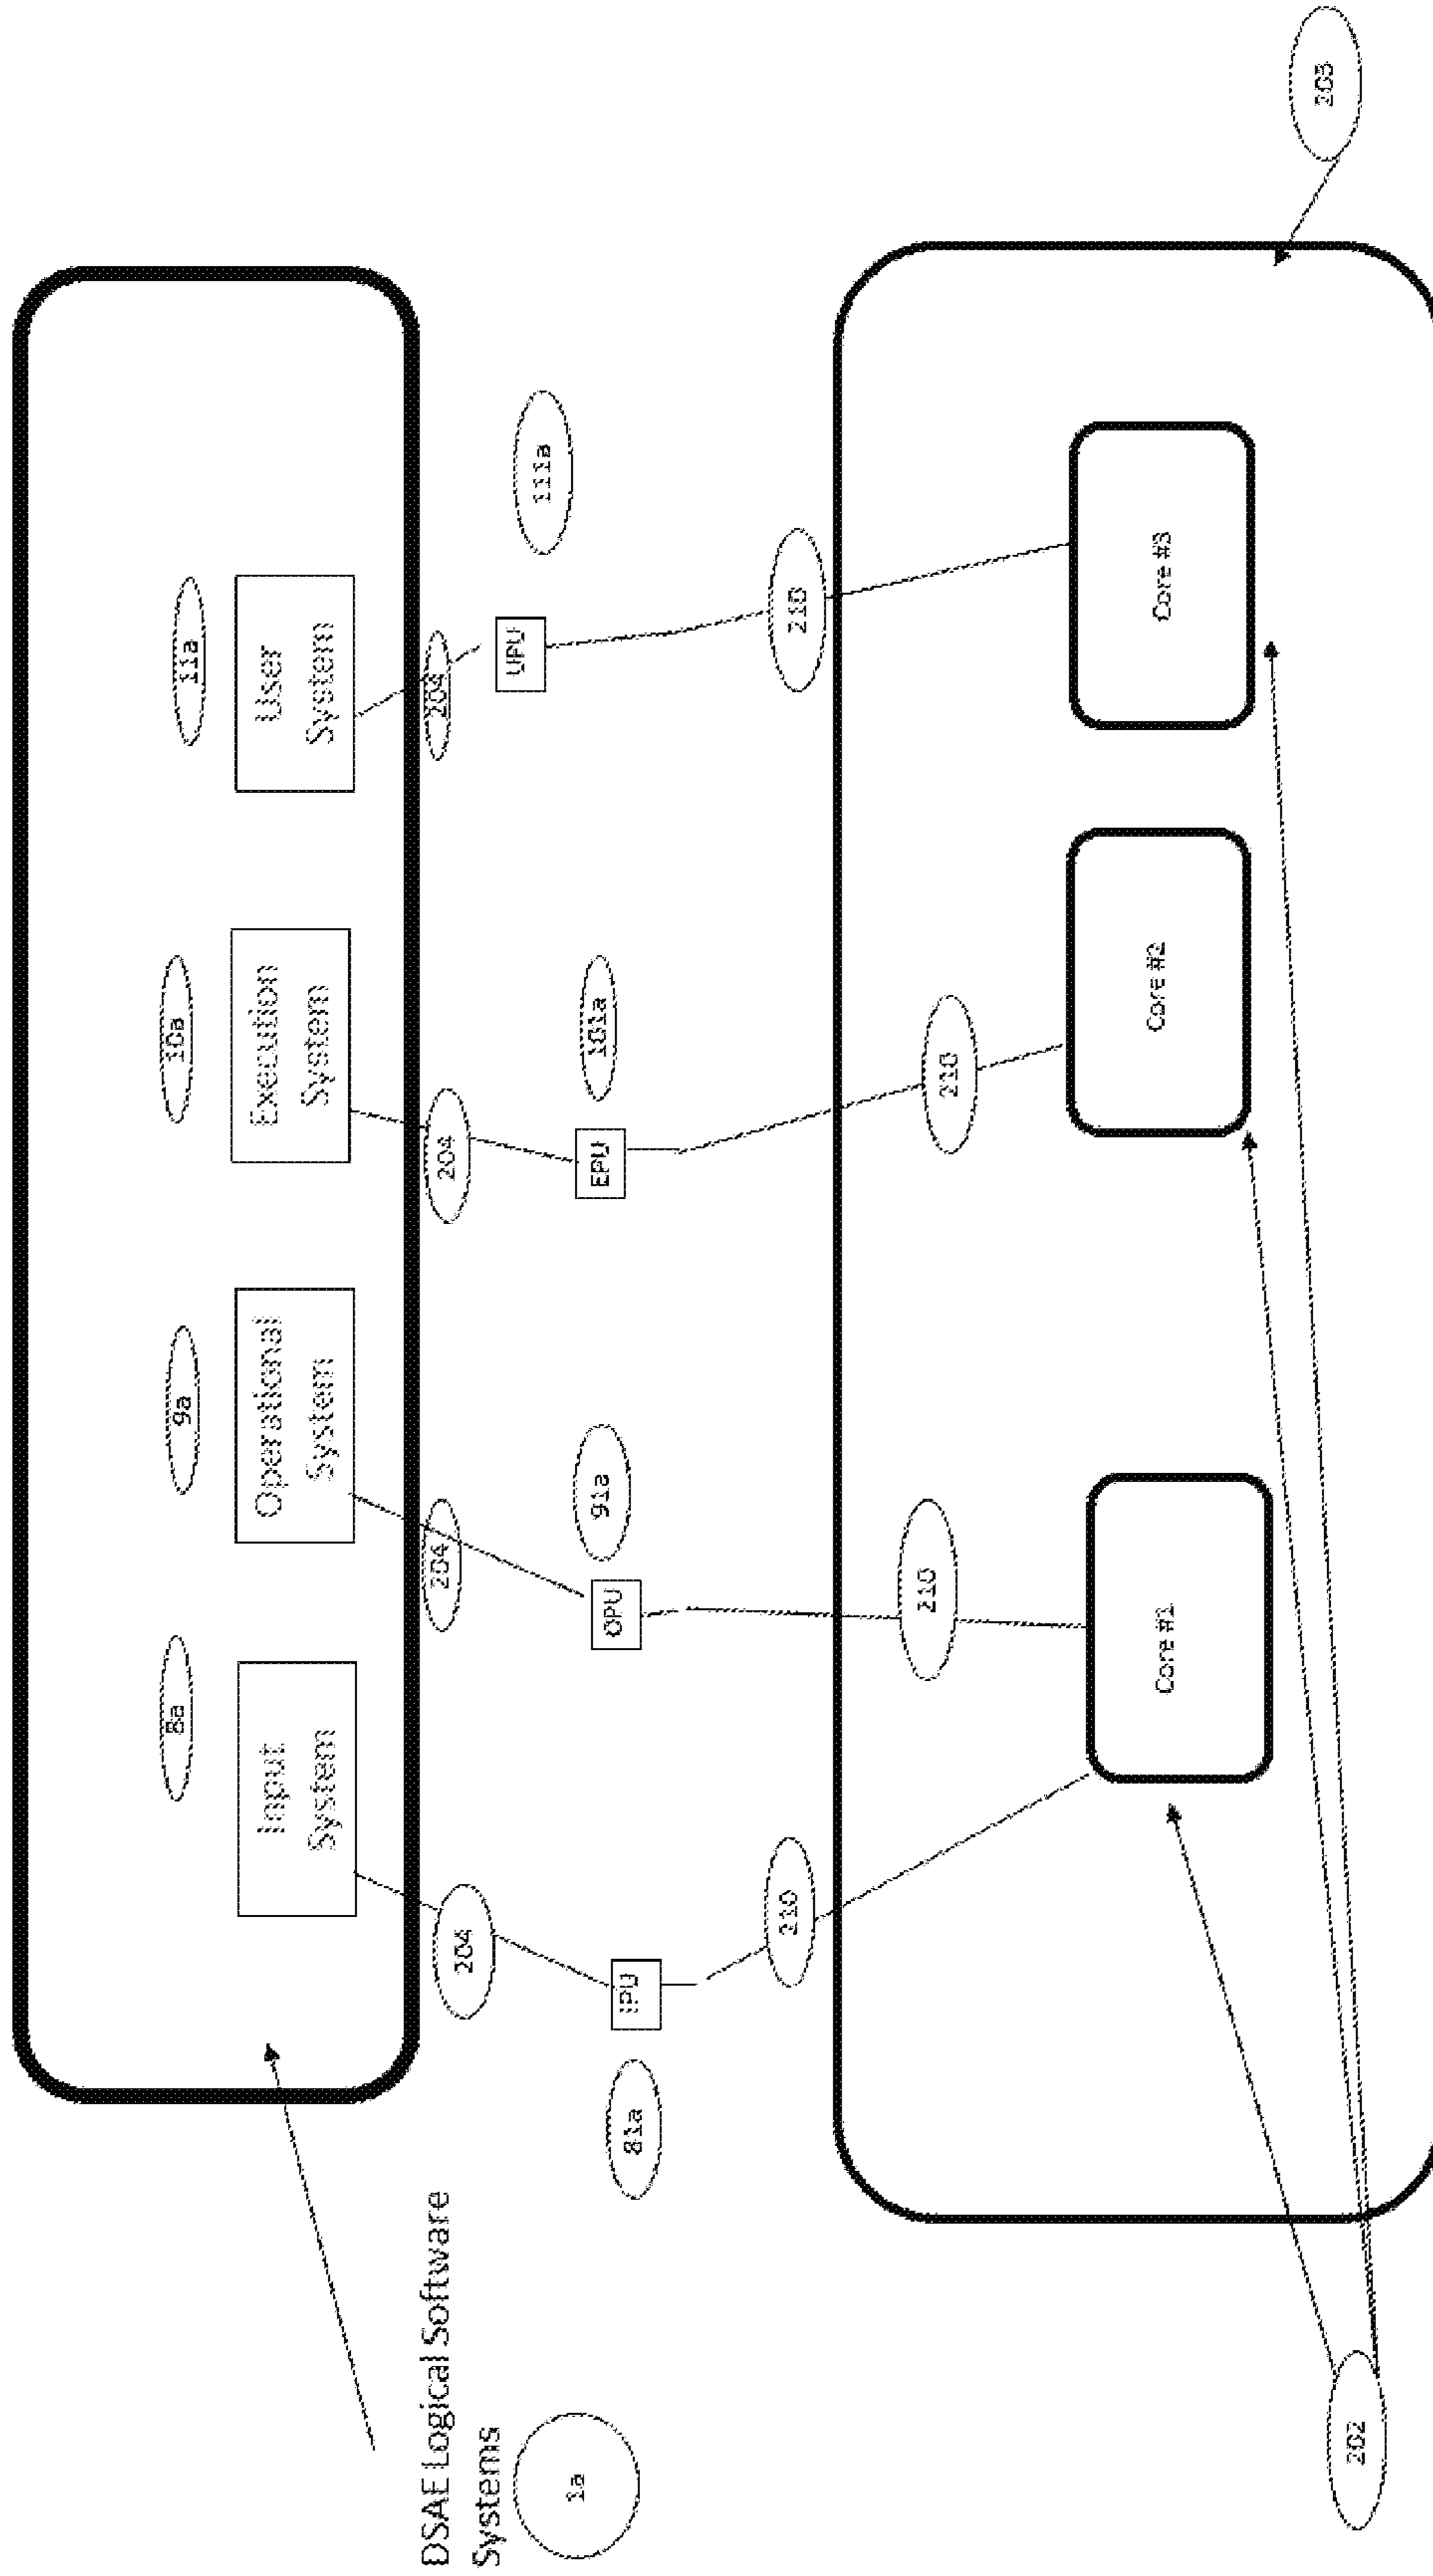 8a
9a
10a
11a
Input
System
Operational
System
Execution
System
User
System
DSAE Logical Software
Systems
1a
204
204
204
204
81a
IPU
OPU
91a
EPU
101a
UPU
111a
210
210
210
210
Core #1
Core #2
Core #3
202
203